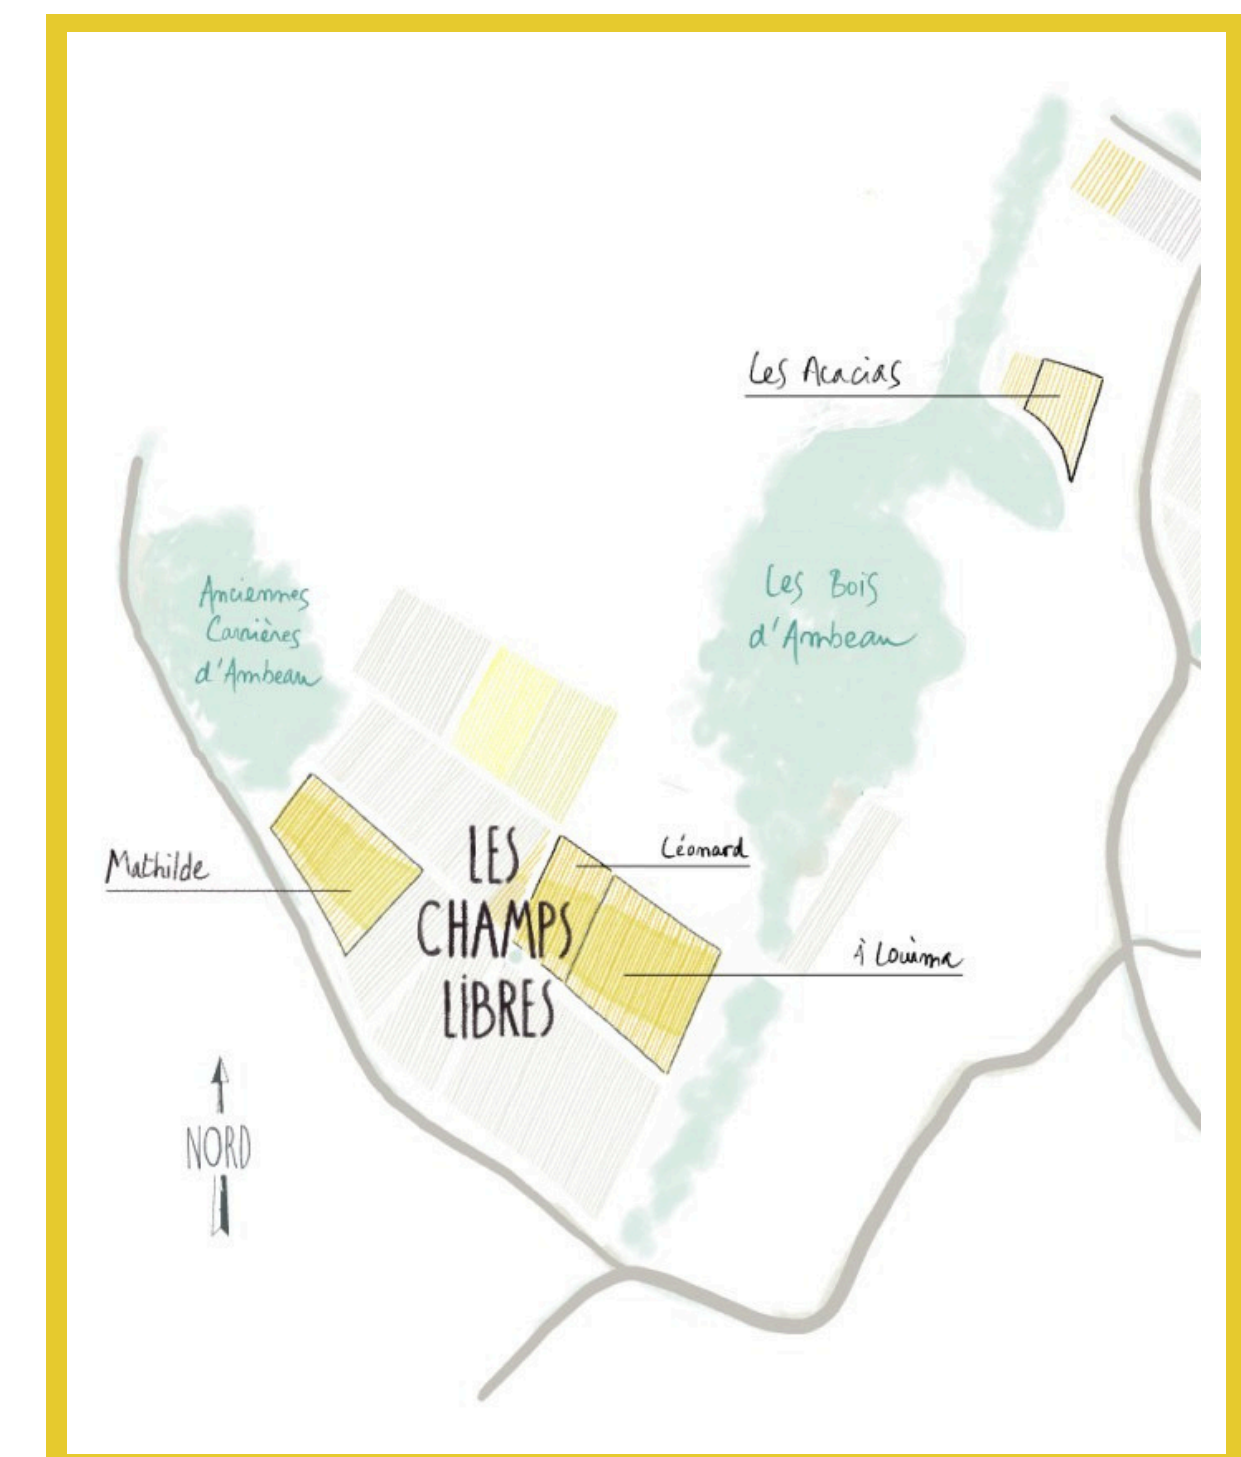 Les Acacias
Anciennes
Carrières
d'Ambeau
Les Bois
d'Ambeau
Mathilde
LES
CHAMPS
LIBRES
Léonard
À Louima
NORD